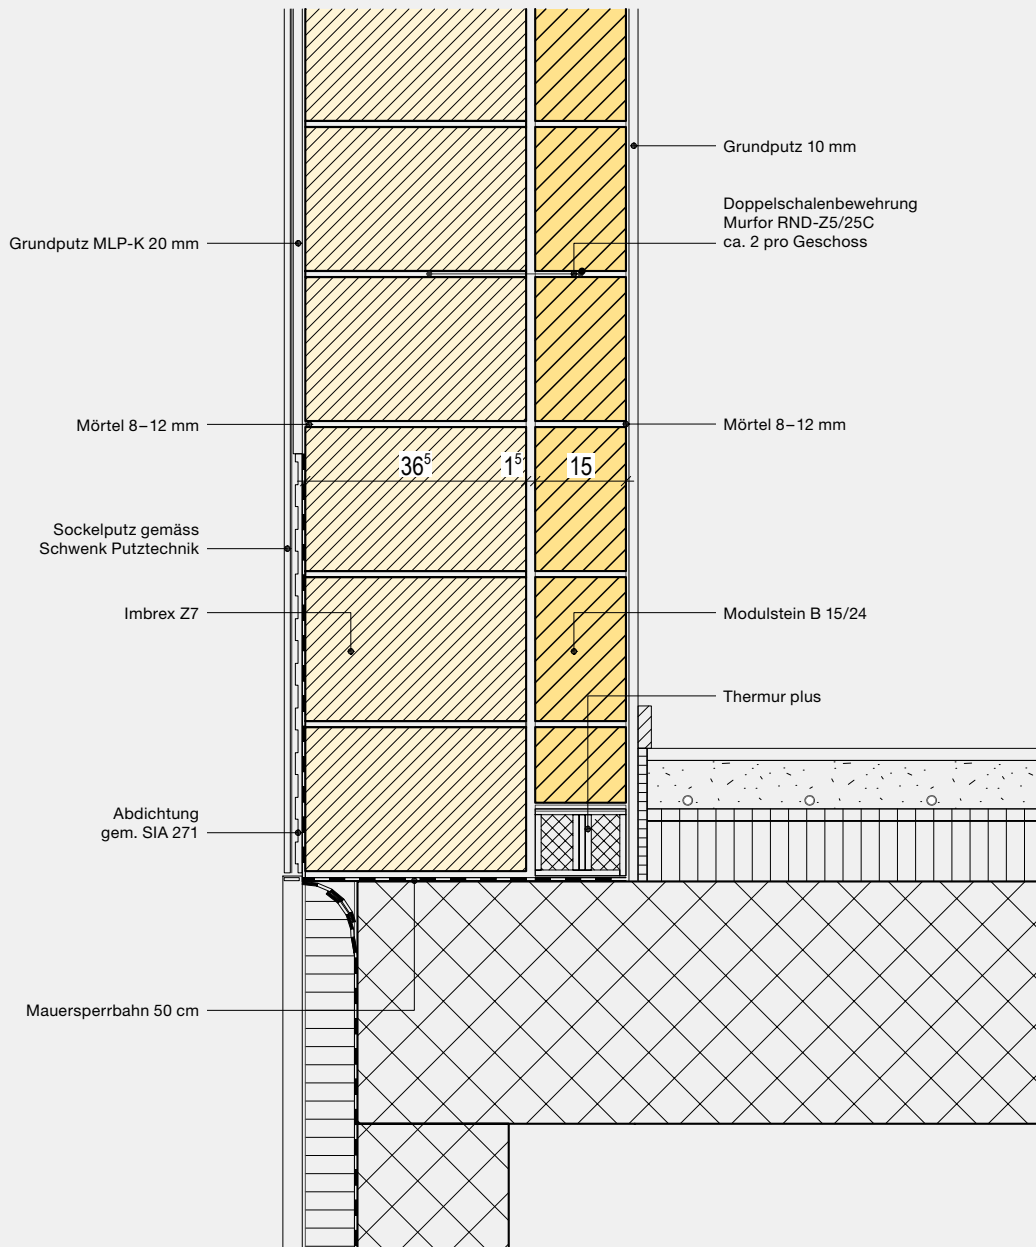 Grundputz 10 mm
Doppelschalenbewehrung
Murfor RND-Z5/25C
ca. 2 pro Geschoss
Grundputz MLP-K 20 mm
Mörtel 8–12 mm
Mörtel 8–12 mm
36⁵
1⁵
15
Sockelputz gemäss
Schwenk Putztechnik
Imbrex Z7
Modulstein B 15/24
Thermur plus
Abdichtung
gem. SIA 271
Mauersperrbahn 50 cm